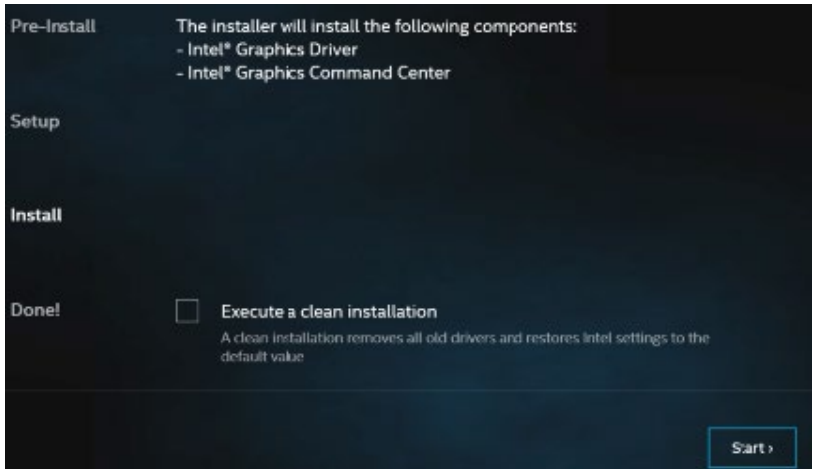 Pre-Install
The installer will install the following components:
- Intel® Graphics Driver
- Intel® Graphics Command Center
Setup
Install
Done!
Execute a clean installation
A clean installation removes all old drivers and restores Intel settings to the
default value
Start ›